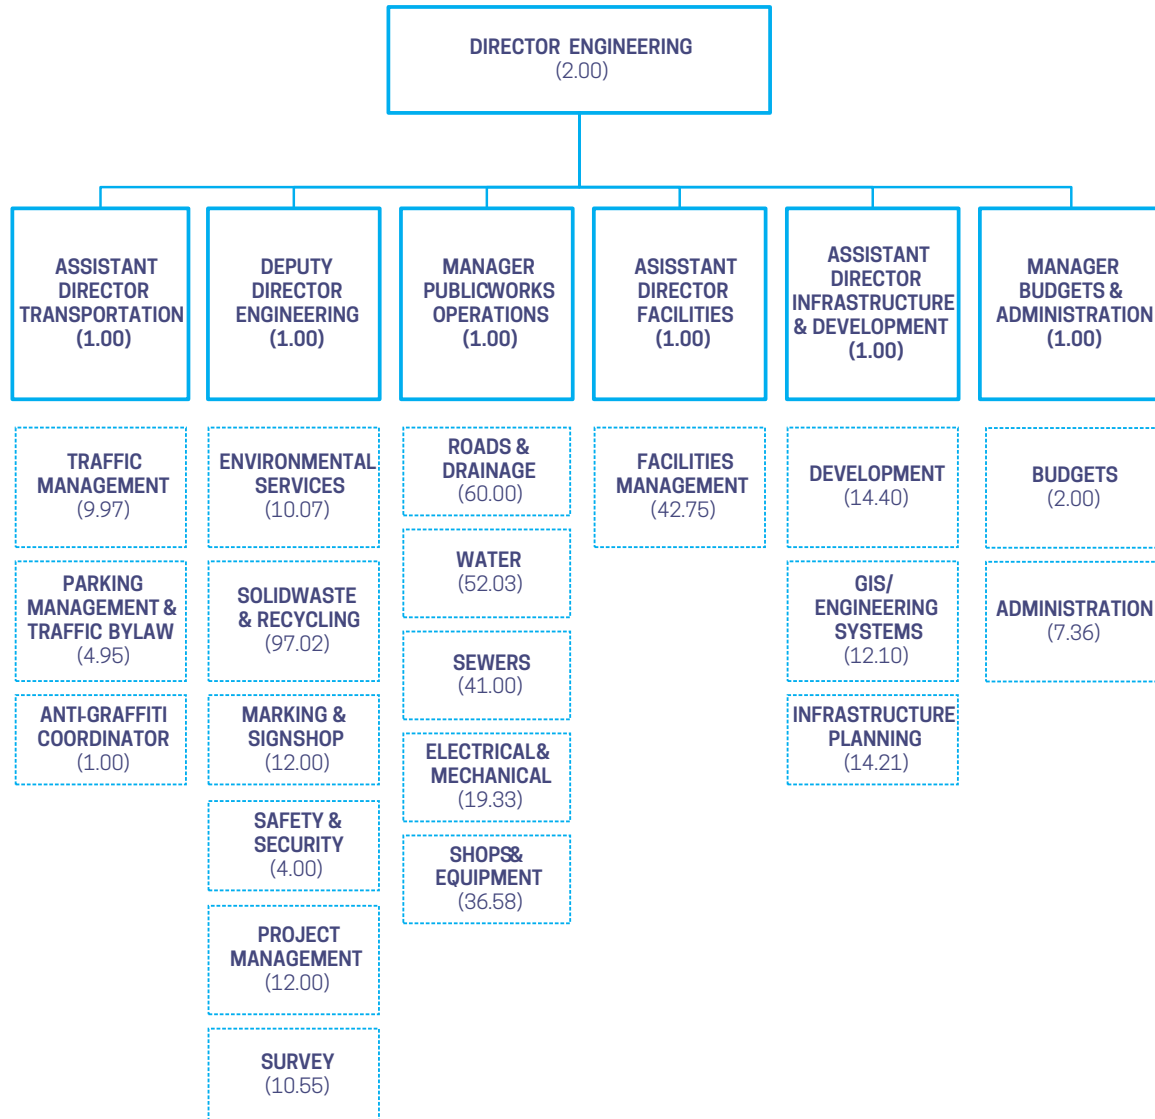 DIRECTOR ENGINEERING
(2.00)
ASSISTANT
DIRECTOR
TRANSPORTATION
(1.00)
DEPUTY
DIRECTOR
ENGINEERING
(1.00)
MANAGER
PUBLICWORKS
OPERATIONS
(1.00)
ASISSTANT
DIRECTOR
FACILITIES
(1.00)
ASSISTANT
DIRECTOR
INFRASTRUCTURE
& DEVELOPMENT
(1.00)
MANAGER
BUDGETS &
ADMINISTRATION
(1.00)
TRAFFIC
MANAGEMENT
(9.97)
PARKING
MANAGEMENT &
TRAFFIC BYLAW
(4.95)
ANTI-GRAFFITI
COORDINATOR
(1.00)
ENVIRONMENTAL
SERVICES
(10.07)
SOLIDWASTE
& RECYCLING
(97.02)
MARKING &
SIGNSHOP
(12.00)
SAFETY &
SECURITY
(4.00)
PROJECT
MANAGEMENT
(12.00)
SURVEY
(10.55)
ROADS &
DRAINAGE
(60.00)
WATER
(52.03)
SEWERS
(41.00)
ELECTRICAL&
MECHANICAL
(19.33)
SHOPS&
EQUIPMENT
(36.58)
FACILITIES
MANAGEMENT
(42.75)
DEVELOPMENT
(14.40)
GIS/
ENGINEERING
SYSTEMS
(12.10)
INFRASTRUCTURE
PLANNING
(14.21)
BUDGETS
(2.00)
ADMINISTRATION
(7.36)